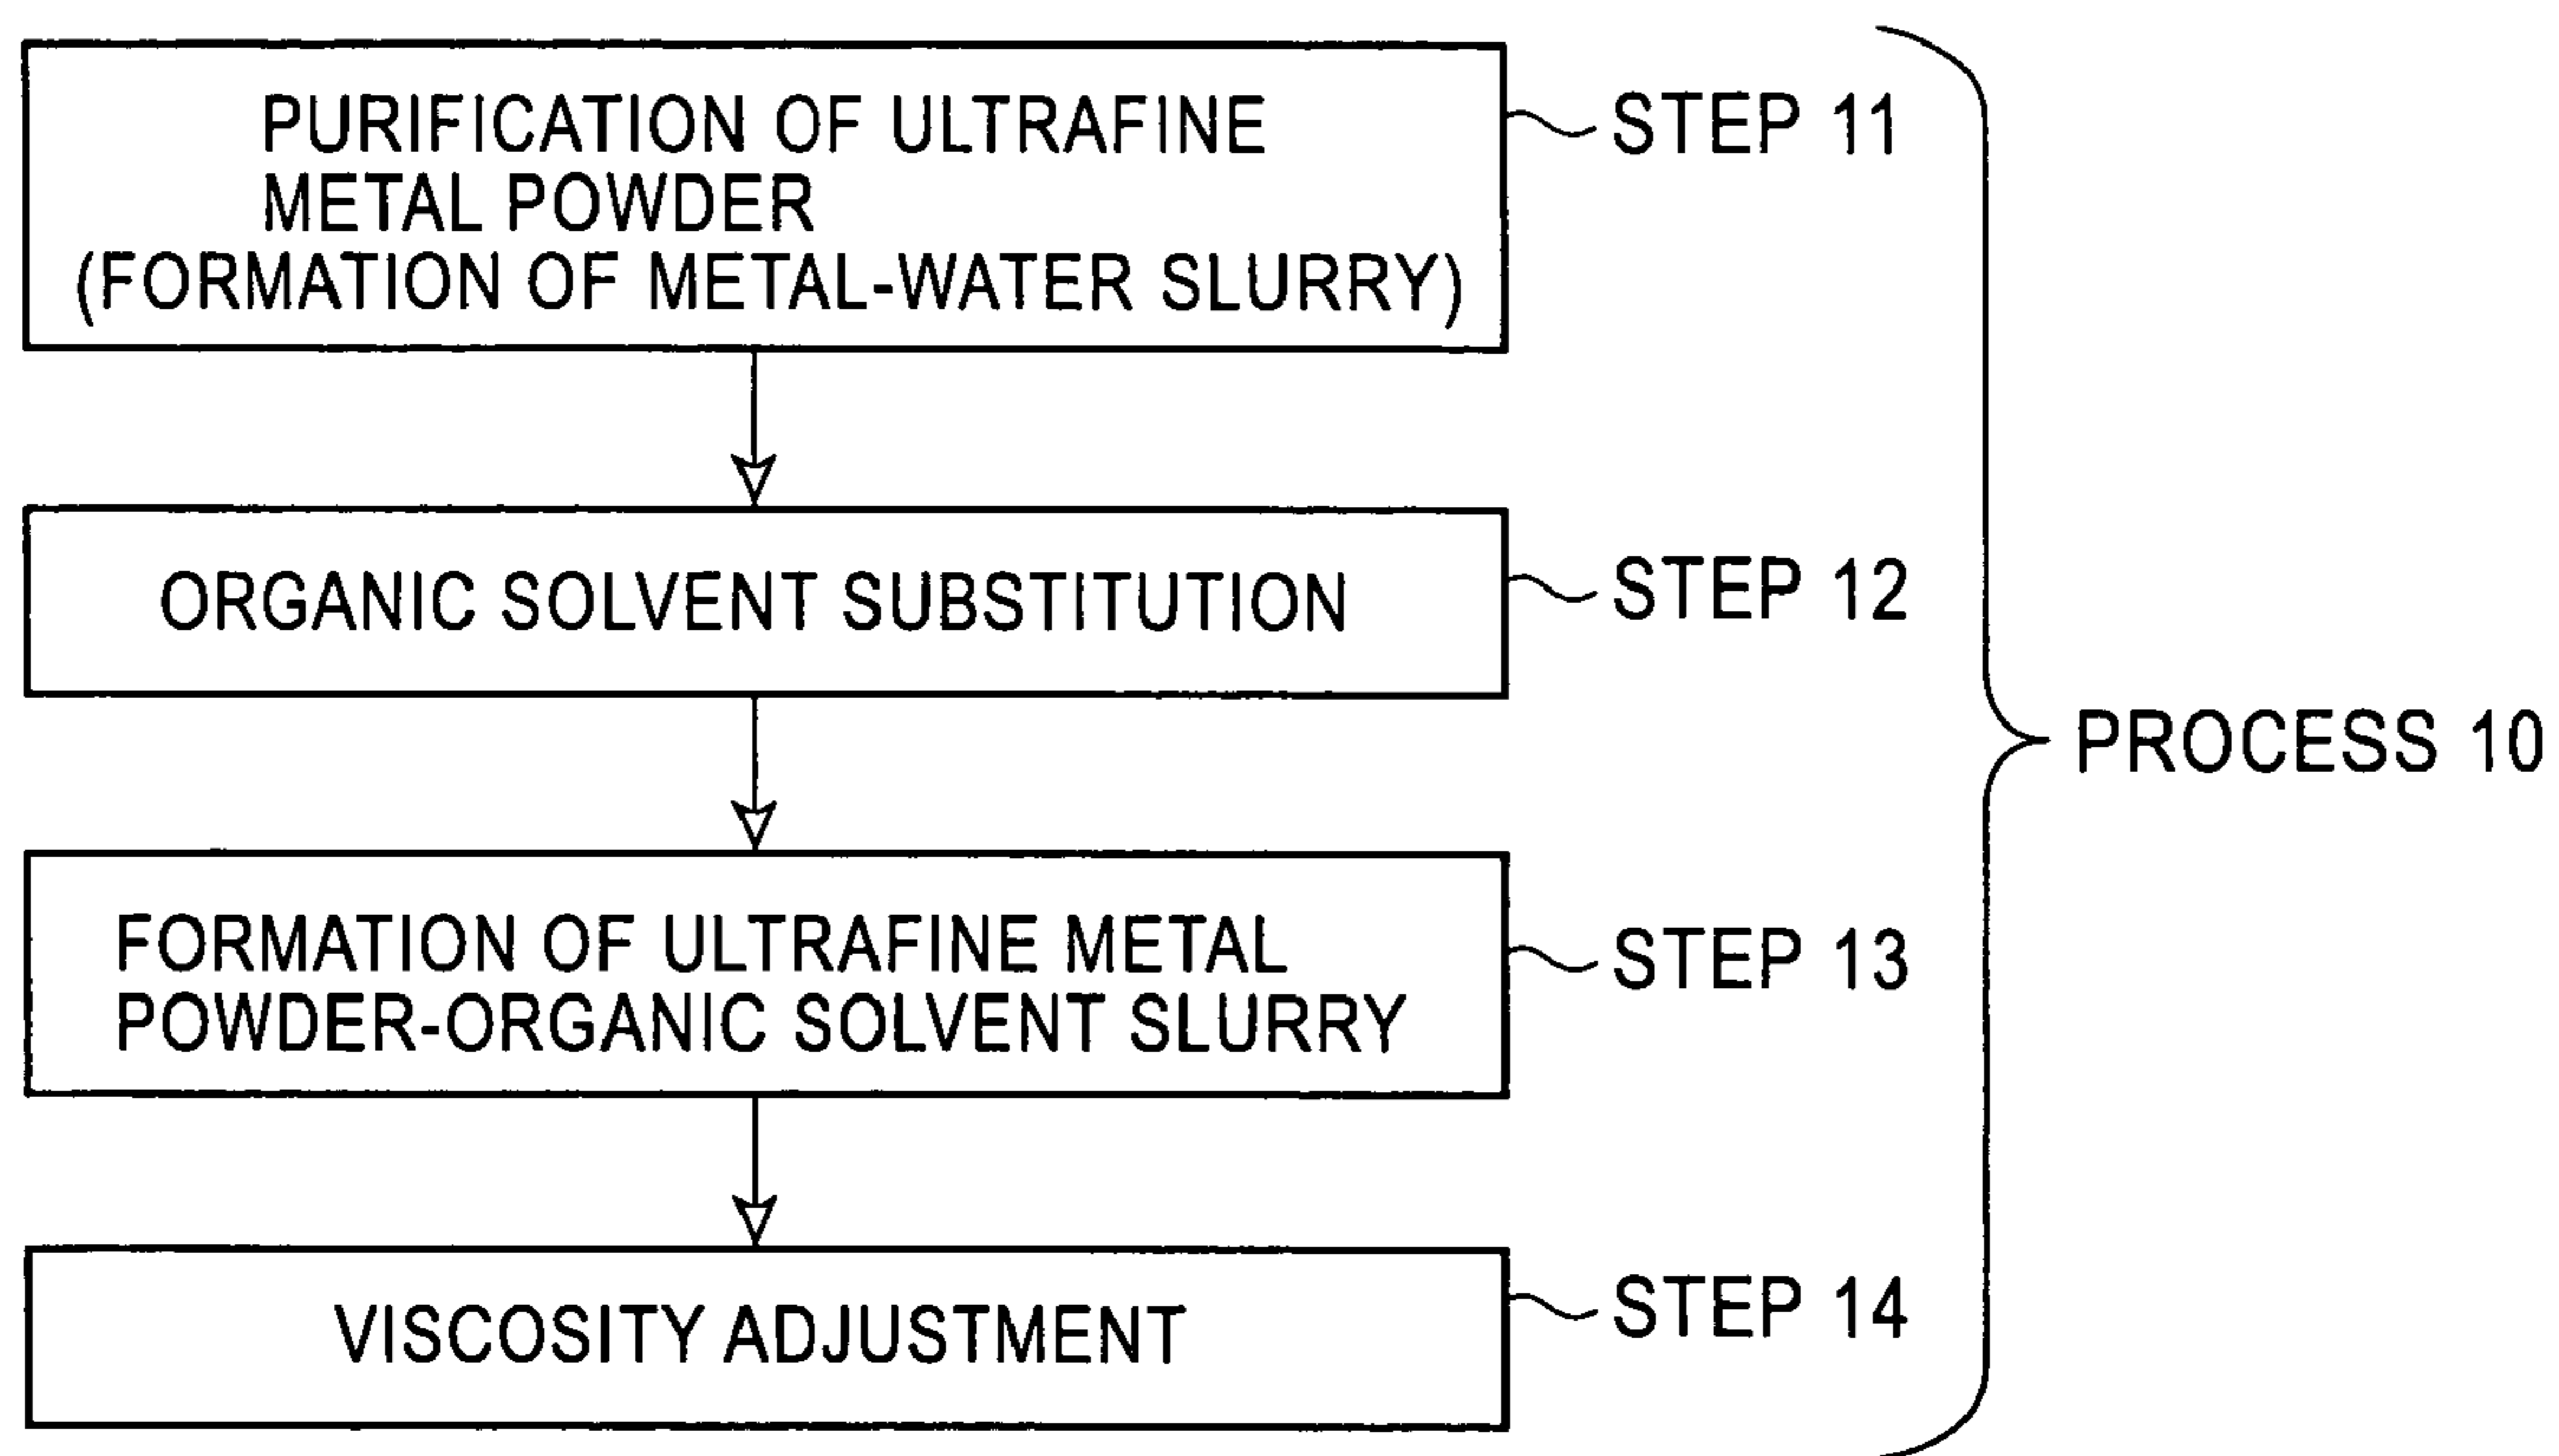 PURIFICATION OF ULTRAFINE
METAL POWDER
(FORMATION OF METAL-WATER SLURRY)
STEP 11
ORGANIC SOLVENT SUBSTITUTION
STEP 12
PROCESS 10
FORMATION OF ULTRAFINE METAL
POWDER-ORGANIC SOLVENT SLURRY
STEP 13
VISCOSITY ADJUSTMENT
STEP 14